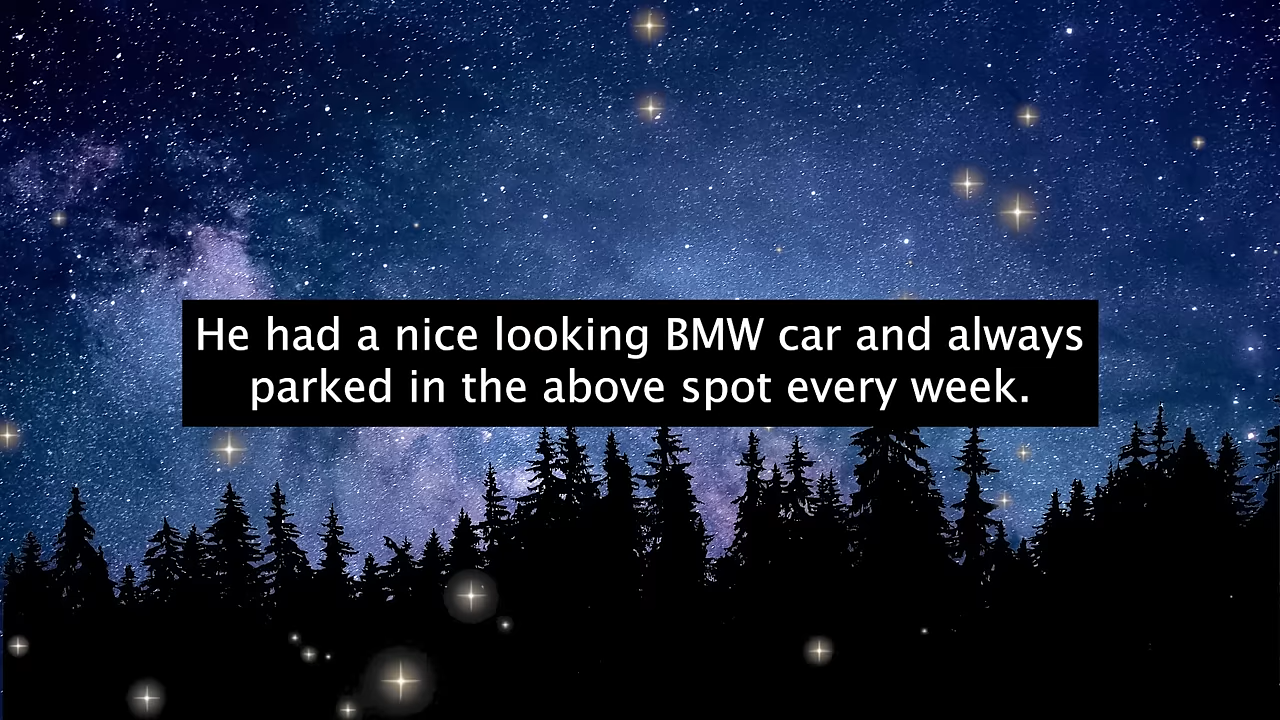 He had a nice looking BMW car and always
parked in the above spot every week.